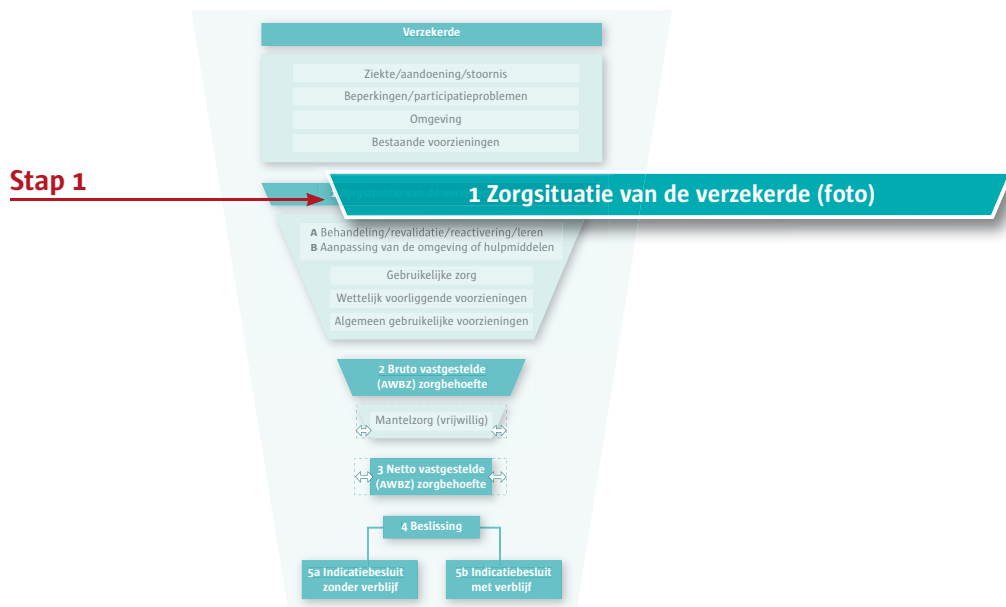 Verzekerde
Ziekte/aandoening/stoornis
Beperkingen/participatieproblemen
Omgeving
Bestaande voorzieningen
Stap 1
1 Zorgsituatie van de verzekerde (foto)
A Behandeling/revalidatie/reactivering/leren
B Aanpassing van de omgeving of hulpmiddelen
Gebruikelijke zorg
Wettelijk voorliggende voorzieningen
Algemeen gebruikelijke voorzieningen
2 Bruto vastgestelde
(AWBZ) zorgbehoefte
Mantelzorg (vrijwillig)
3 Netto vastgestelde
(AWBZ) zorgbehoefte
4 Beslissing
5a Indicatiebesluit
zonder verblijf
5b Indicatiebesluit
met verblijf